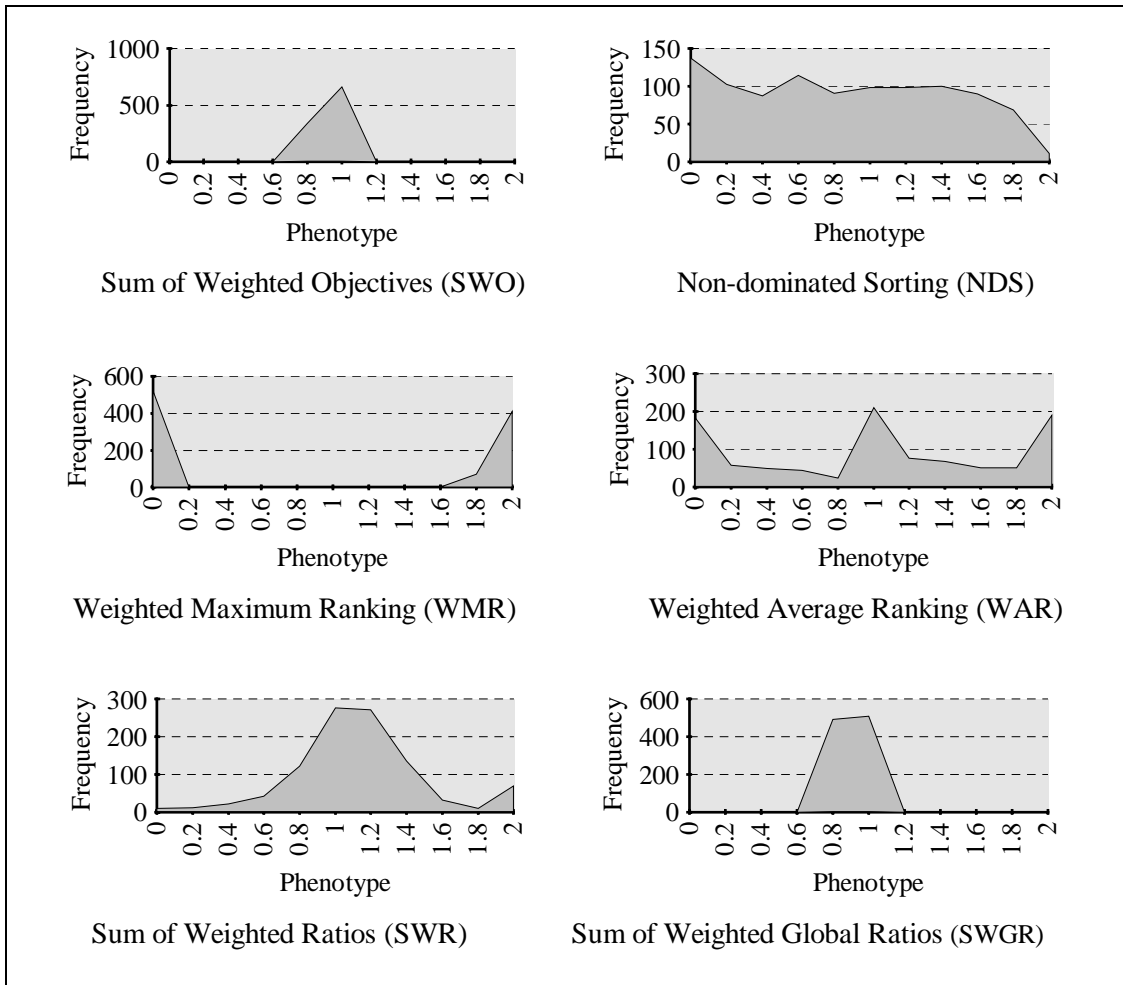 1000
500
0
Frequency
0 0.2 0.4 0.6 0.8 1 1.2 1.4 1.6 1.8 2
Phenotype
Sum of Weighted Objectives (SWO)
150
100
50
0
Frequency
0 0.2 0.4 0.6 0.8 1 1.2 1.4 1.6 1.8 2
Phenotype
Non-dominated Sorting (NDS)
600
400
200
0
Frequency
0 0.2 0.4 0.6 0.8 1 1.2 1.4 1.6 1.8 2
Phenotype
Weighted Maximum Ranking (WMR)
300
200
100
0
Frequency
0 0.2 0.4 0.6 0.8 1 1.2 1.4 1.6 1.8 2
Phenotype
Weighted Average Ranking (WAR)
300
200
100
0
Frequency
0 0.2 0.4 0.6 0.8 1 1.2 1.4 1.6 1.8 2
Phenotype
Sum of Weighted Ratios (SWR)
600
400
200
0
Frequency
0 0.2 0.4 0.6 0.8 1 1.2 1.4 1.6 1.8 2
Phenotype
Sum of Weighted Global Ratios (SWGR)